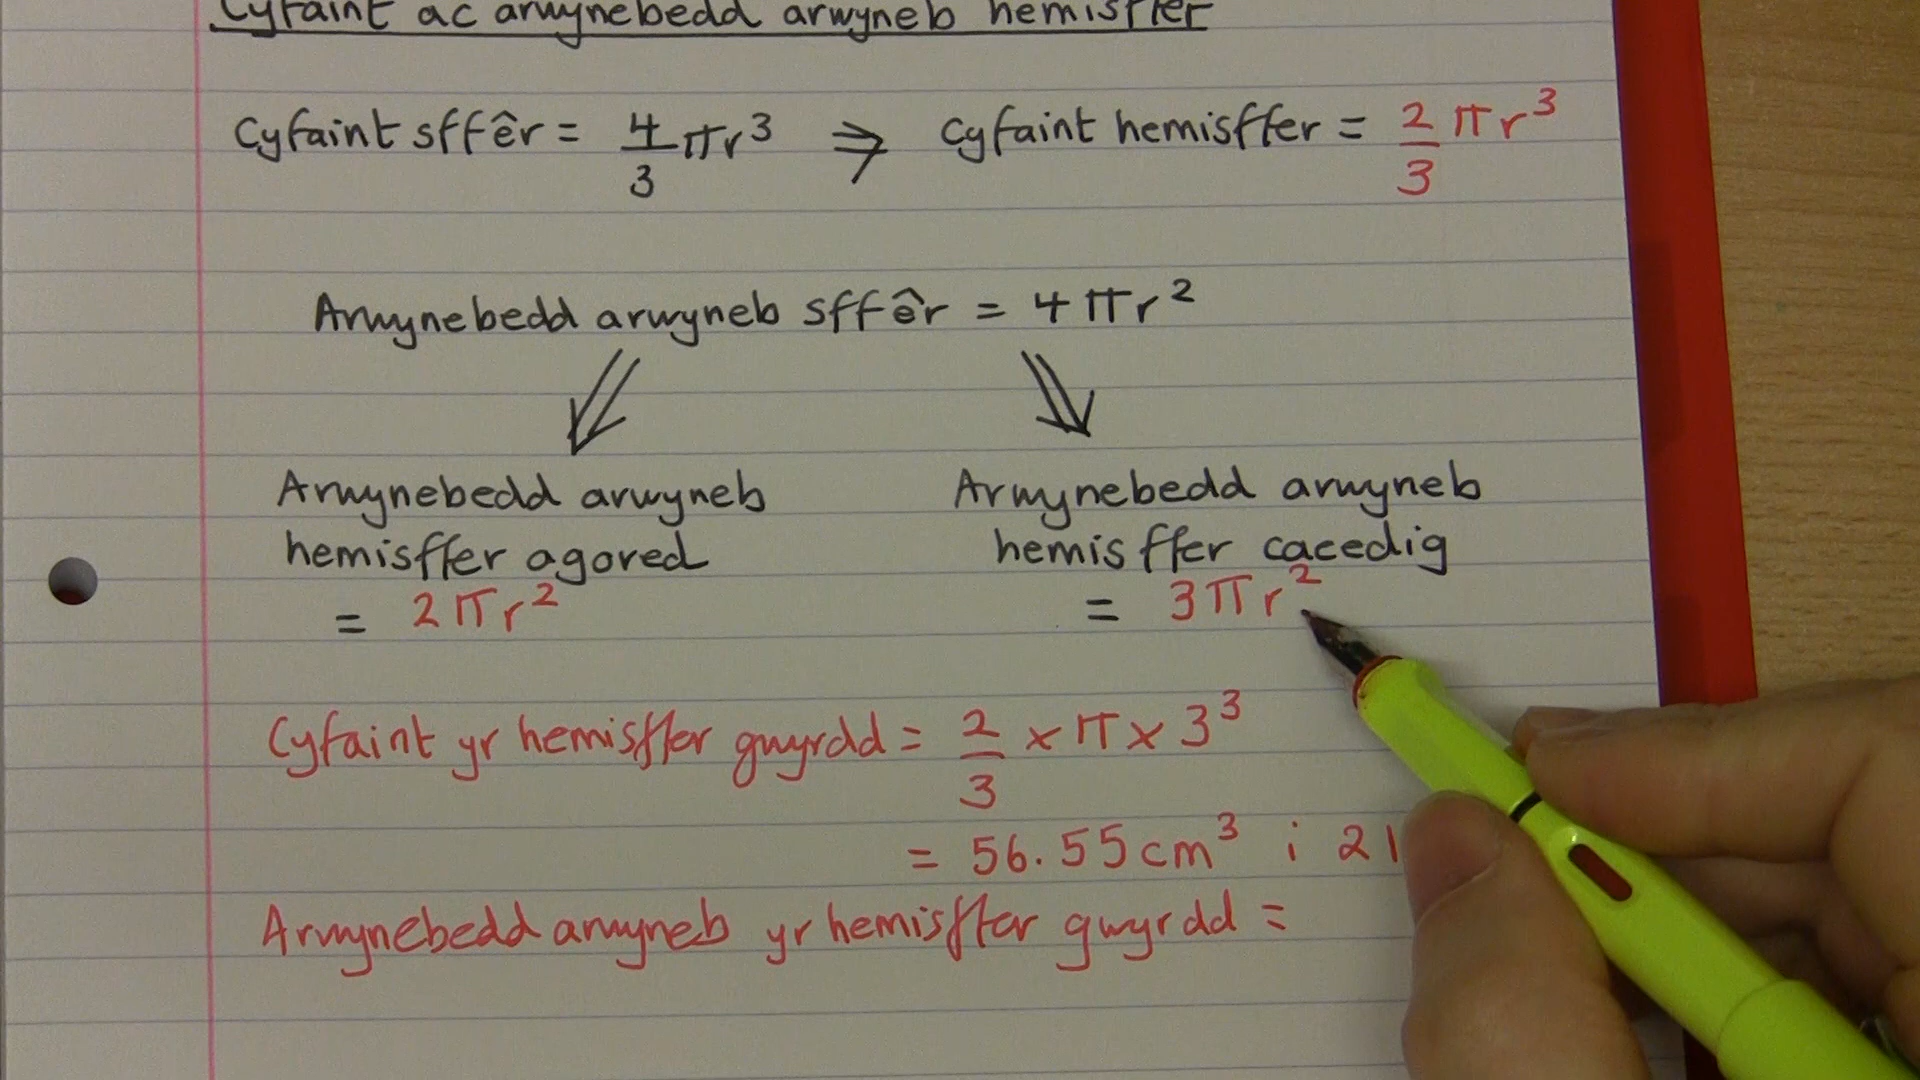 Cyfaint ac arwynebedd arwyneb hemisffer
Cyfaint sffêr = 4/3 πr³ ⇒ Cyfaint hemisffer = 2/3 πr³
Arwynebedd arwyneb sffêr = 4πr²
Arwynebedd arwyneb
hemisffer agored
= 2πr²
Arwynebedd arwyneb
hemisffer caeedig
= 3πr²
Cyfaint yr hemisffer gwyrdd = 2/3 × π × 3³
= 56.55cm³ i 2l
Arwynebedd arwyneb yr hemisffer gwyrdd =